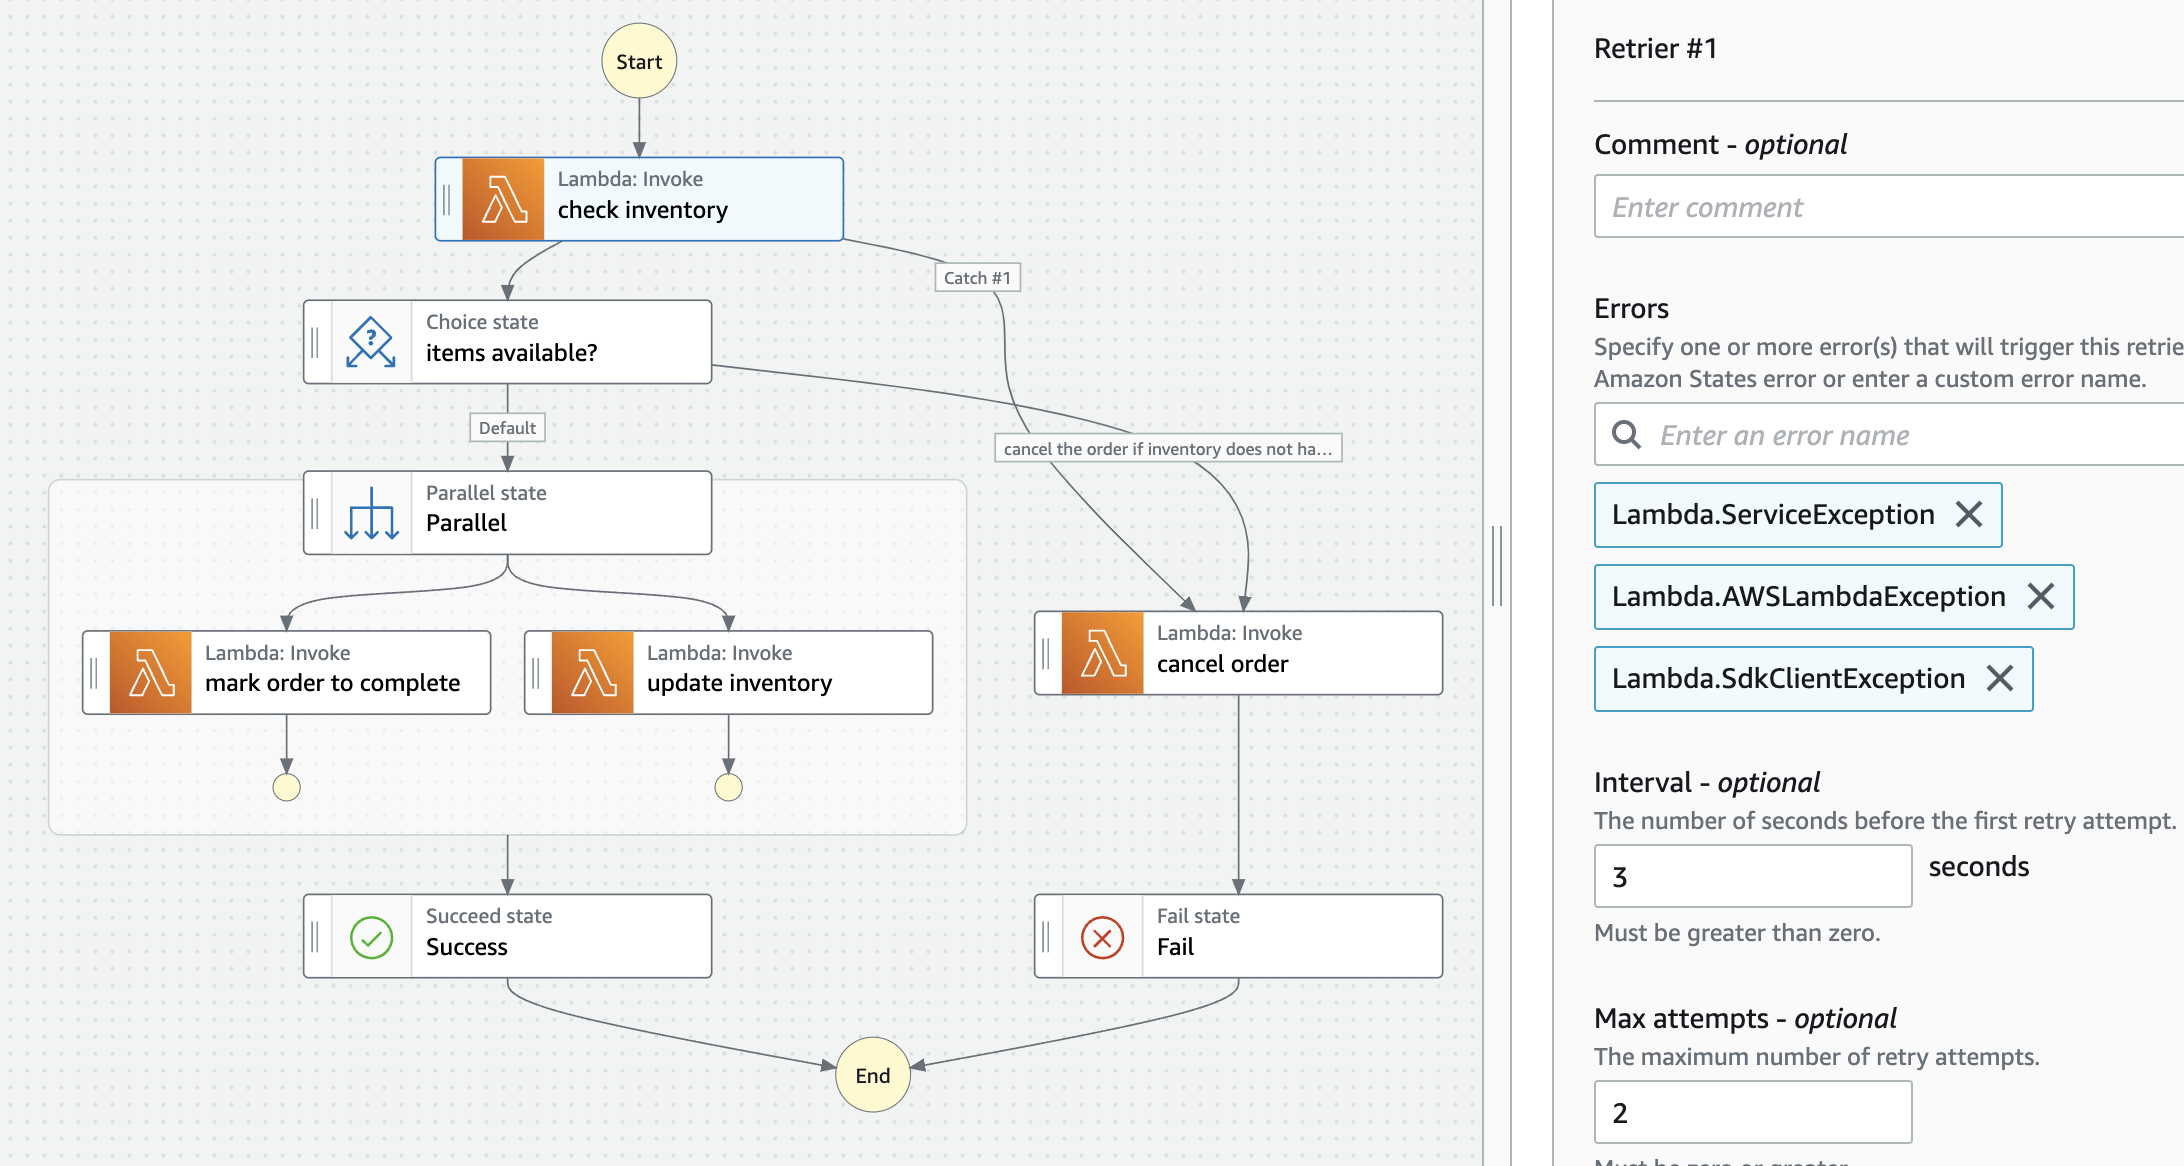 Start
Lambda: Invoke
check inventory
Catch #1
Choice state
items available?
Default
cancel the order if inventory does not ha...
Parallel state
Parallel
Lambda: Invoke
mark order to complete
Lambda: Invoke
update inventory
Lambda: Invoke
cancel order
Succeed state
Success
Fail state
Fail
End
Retrier #1
Comment - optional
Enter comment
Errors
Specify one or more error(s) that will trigger this retrie
Amazon States error or enter a custom error name.
Enter an error name
Lambda.ServiceException
Lambda.AWSLambdaException
Lambda.SdkClientException
Interval - optional
The number of seconds before the first retry attempt.
3 seconds
Must be greater than zero.
Max attempts - optional
The maximum number of retry attempts.
2
Must be zero or greater